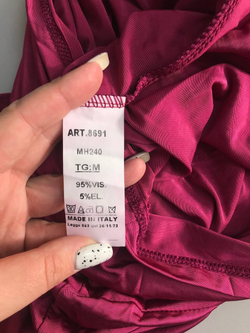 ART.8691
MH240
TG:M
95%VIS
5%EL.
MADE IN ITALY